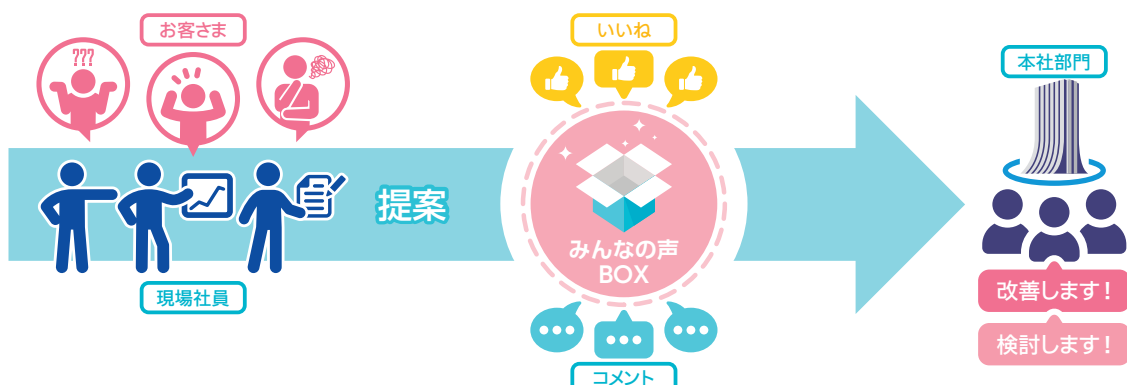 お客さま
???
現場社員
提案
いいね
みんなの声
BOX
コメント
本社部門
改善します!
検討します!